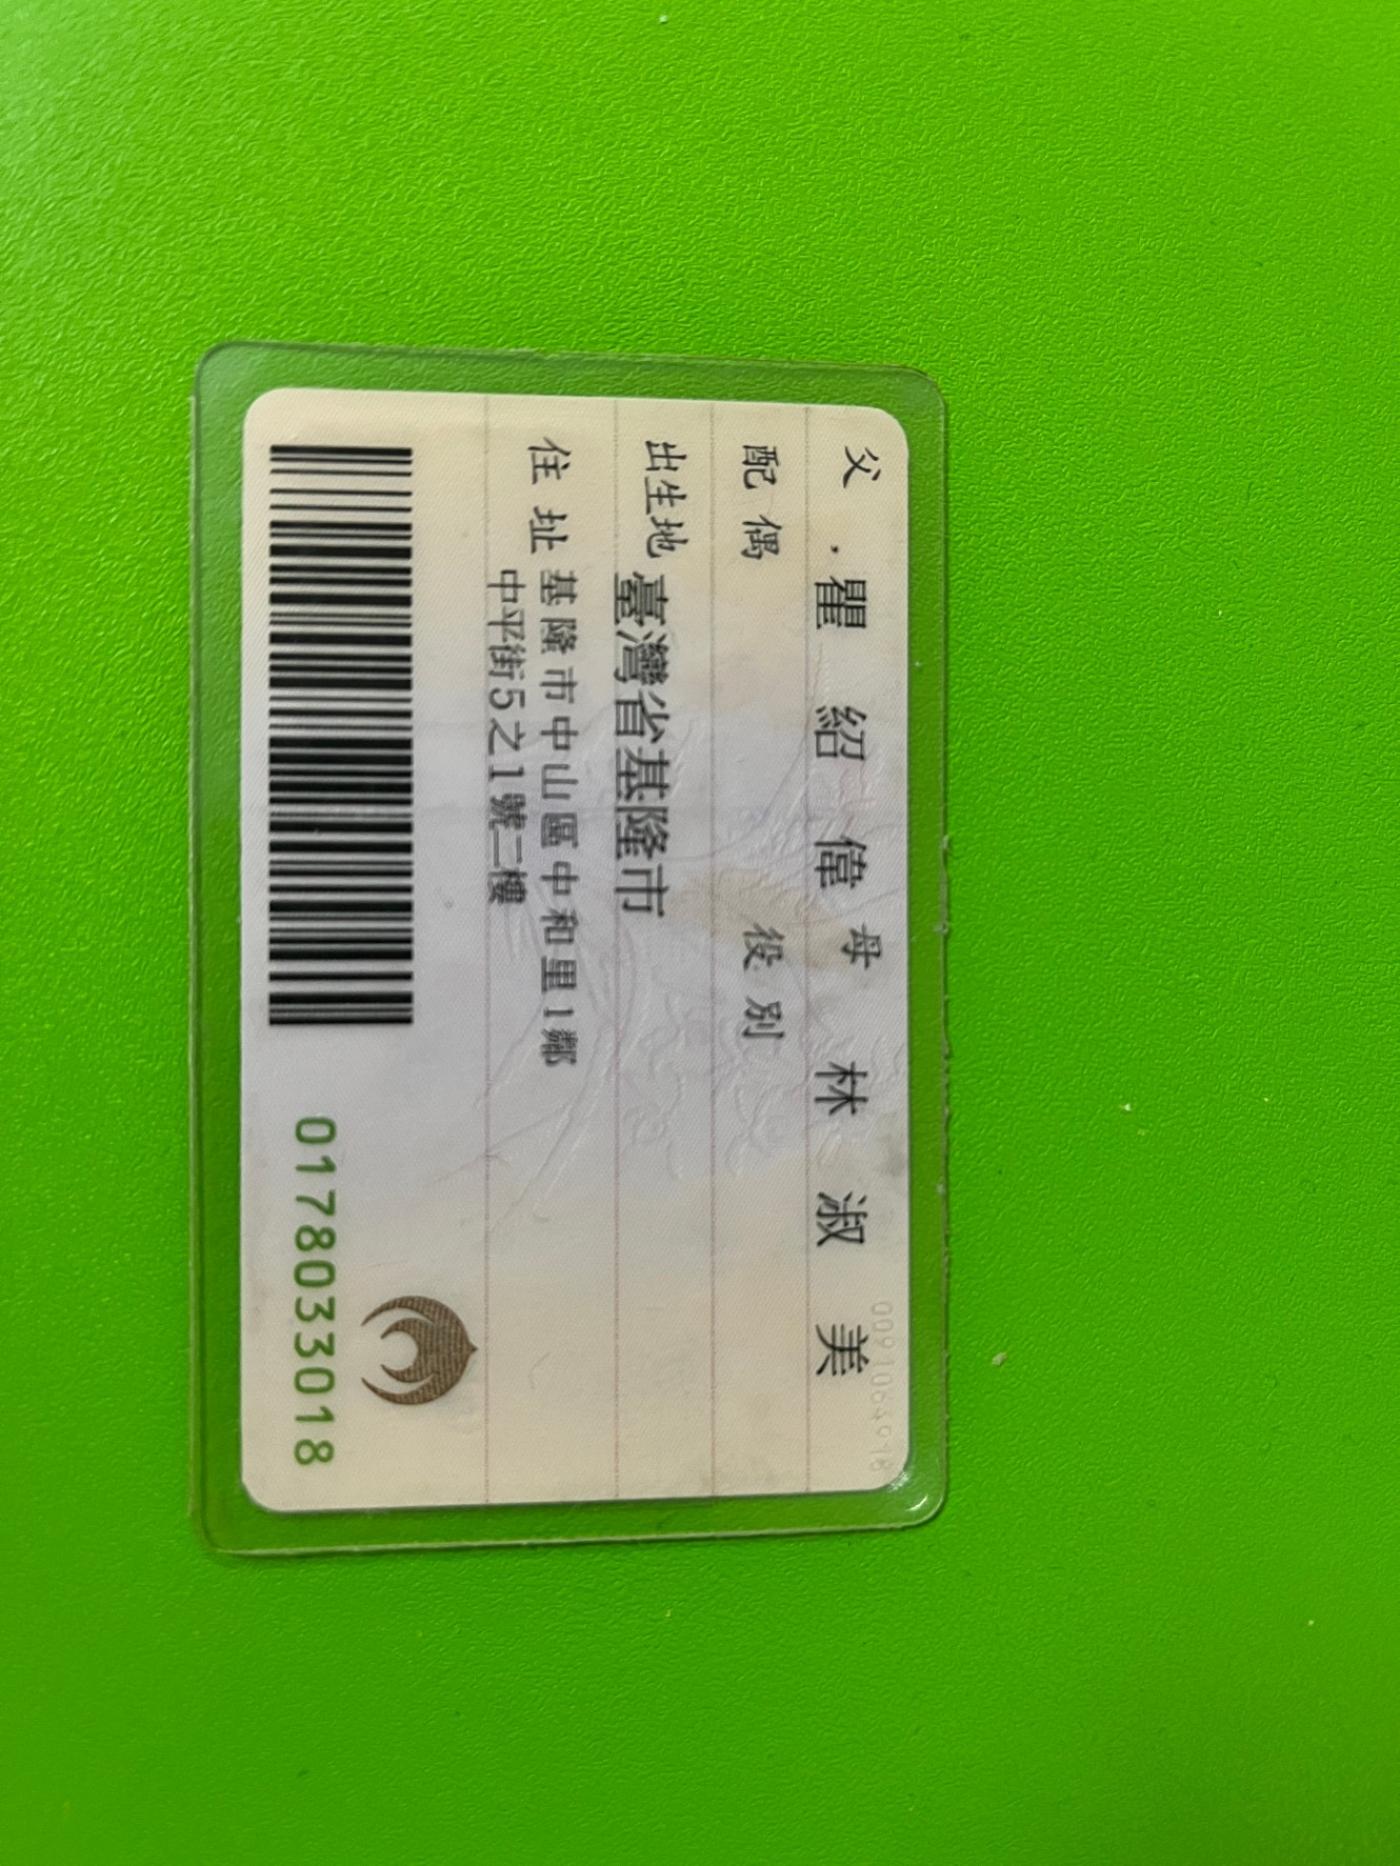 父 瞿紹偉 母 林淑美
配偶 役別
出生地 臺灣省基隆市
住址 基隆市中山區中和里1鄰
中平街5之1號二樓
0178033018